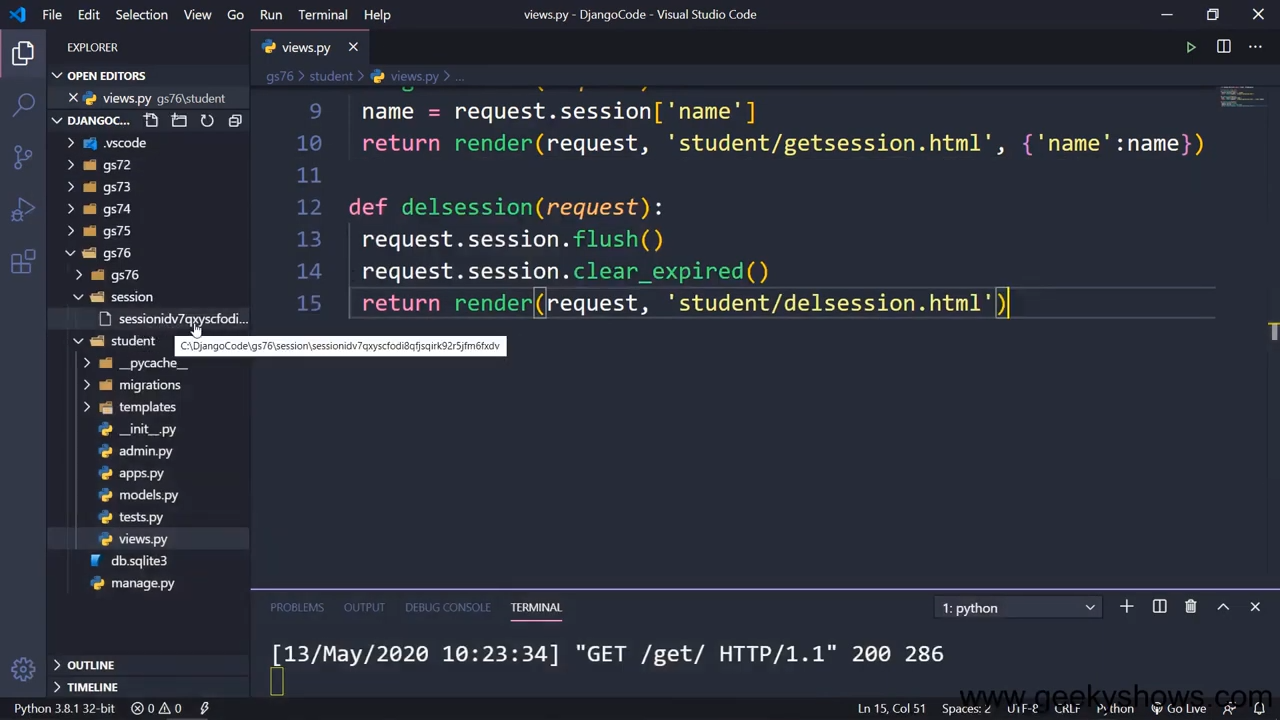 File Edit Selection View Go Run Terminal Help views.py - DjangoCode - Visual Studio Code
EXPLORER
views.py
OPEN EDITORS
views.py gs76\student
gs76 > student > views.py > ...
DJANGOC...
9 name = request.session['name']
.vscode
10 return render(request, 'student/getsession.html', {'name':name})
gs72
11
gs73
12 def delsession(request):
gs74
gs75
13 request.session.flush()
gs76
14 request.session.clear_expired()
gs76
session
15 return render(request, 'student/delsession.html')
sessionidv7qxyscfodi...
student
C:\DjangoCode\gs76\session\sessionidv7qxyscfodi8qfjsqirk92r5jfm6fxdv
__pycache__
migrations
templates
__init__.py
admin.py
apps.py
models.py
tests.py
views.py
db.sqlite3
manage.py
PROBLEMS OUTPUT DEBUG CONSOLE TERMINAL 1: python
[13/May/2020 10:23:34] "GET /get/ HTTP/1.1" 200 286
OUTLINE
TIMELINE
www.geekyshows.com
Python 3.8.1 32-bit 0 0 Ln 15, Col 51 Spaces: 2 UTF-8 CRLF Python Go Live